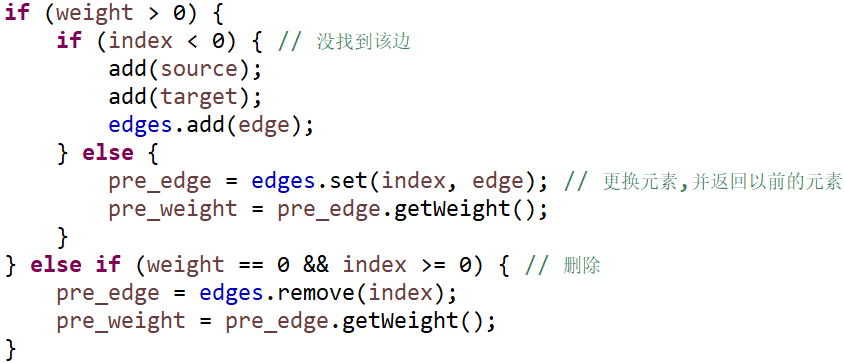 if (weight > 0) {
    if (index < 0) { // 没找到该边
        add(source);
        add(target);
        edges.add(edge);
    } else {
        pre_edge = edges.set(index, edge); // 更换元素,并返回以前的元素
        pre_weight = pre_edge.getWeight();
    }
} else if (weight == 0 && index >= 0) { // 删除
    pre_edge = edges.remove(index);
    pre_weight = pre_edge.getWeight();
}